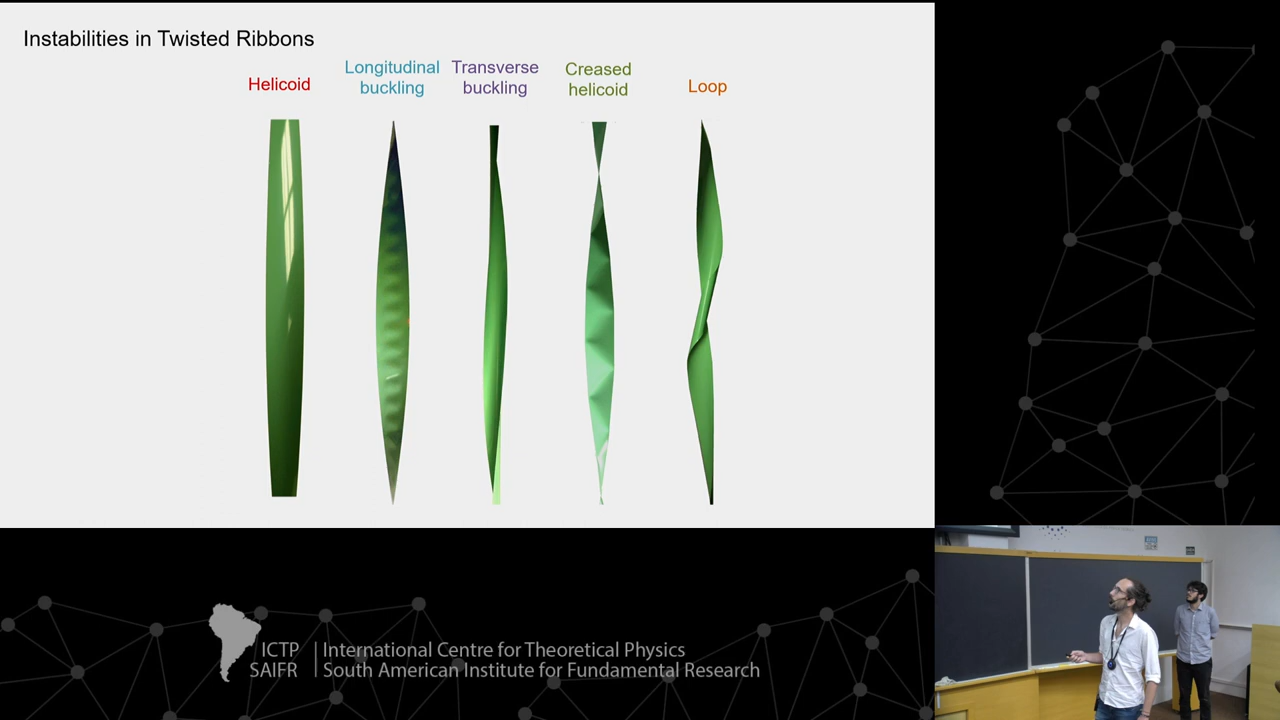 Instabilities in Twisted Ribbons
Helicoid
Longitudinal
buckling
Transverse
buckling
Creased
helicoid
Loop
ICTP
SAIFR
International Centre for Theoretical Physics
South American Institute for Fundamental Research